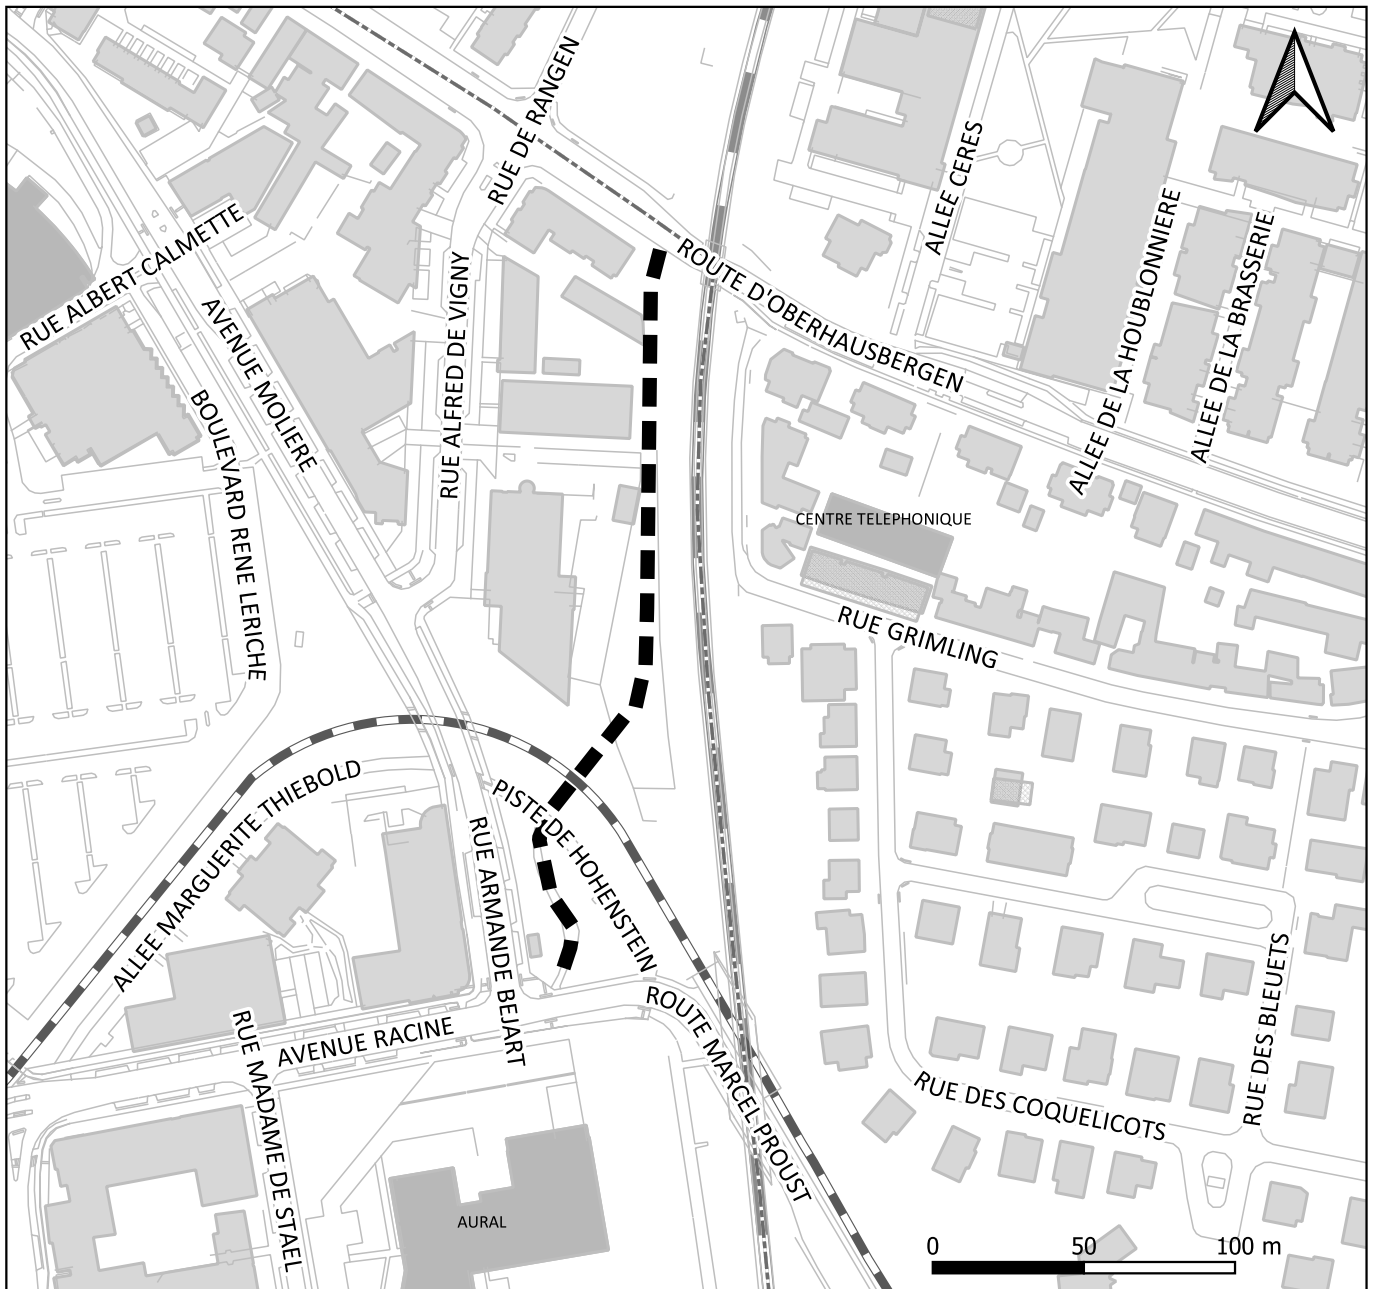 RUE DE RANGEN
ALLEE CERES
RUE ALBERT CALMETTE
ROUTE D'OBERHAUSBERGEN
ALLEE DE LA HOUBLONNIERE
ALLEE DE LA BRASSERIE
AVENUE MOLIERE
RUE ALFRED DE VIGNY
BOULEVARD RENE LERICHE
CENTRE TELEPHONIQUE
RUE GRIMLING
ALLEE MARGUERITE THIEBOLD
PISTE DE HOHENSTEIN
RUE ARMANDE BEJART
ROUTE MARCEL PROUST
AVENUE RACINE
RUE MADAME DE STAEL
RUE DES BLEUETS
RUE DES COQUELICOTS
AURAL
0 50 100 m